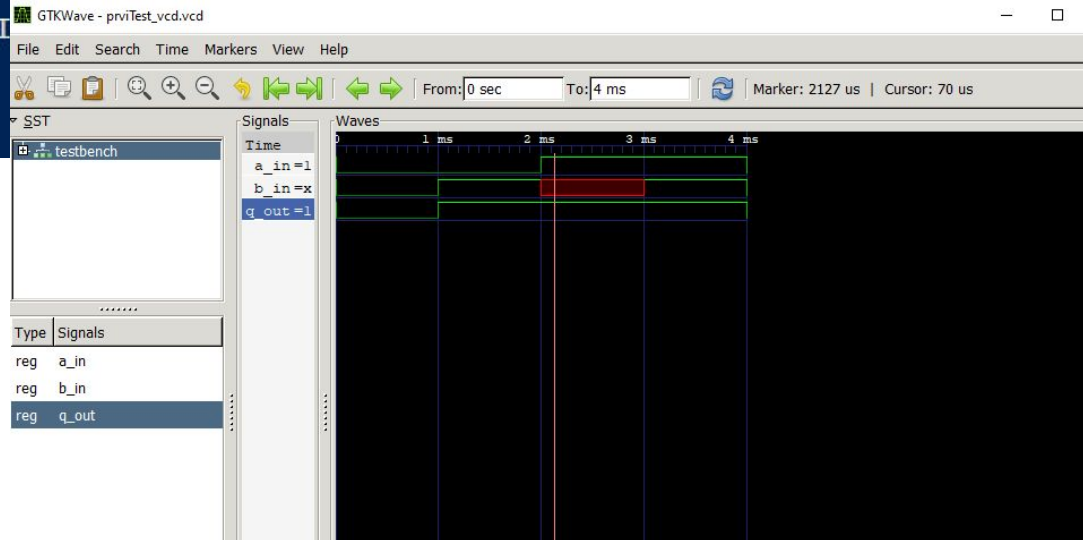 GTKWave - prviTest_vcd.vcd
File Edit Search Time Markers View Help
From: 0 sec To: 4 ms Marker: 2127 us | Cursor: 70 us
SST
testbench
Type Signals
reg a_in
reg b_in
reg q_out
Signals
Time
a_in=1
b_in=x
q_out=1
Waves
0 1 ms 2 ms 3 ms 4 ms